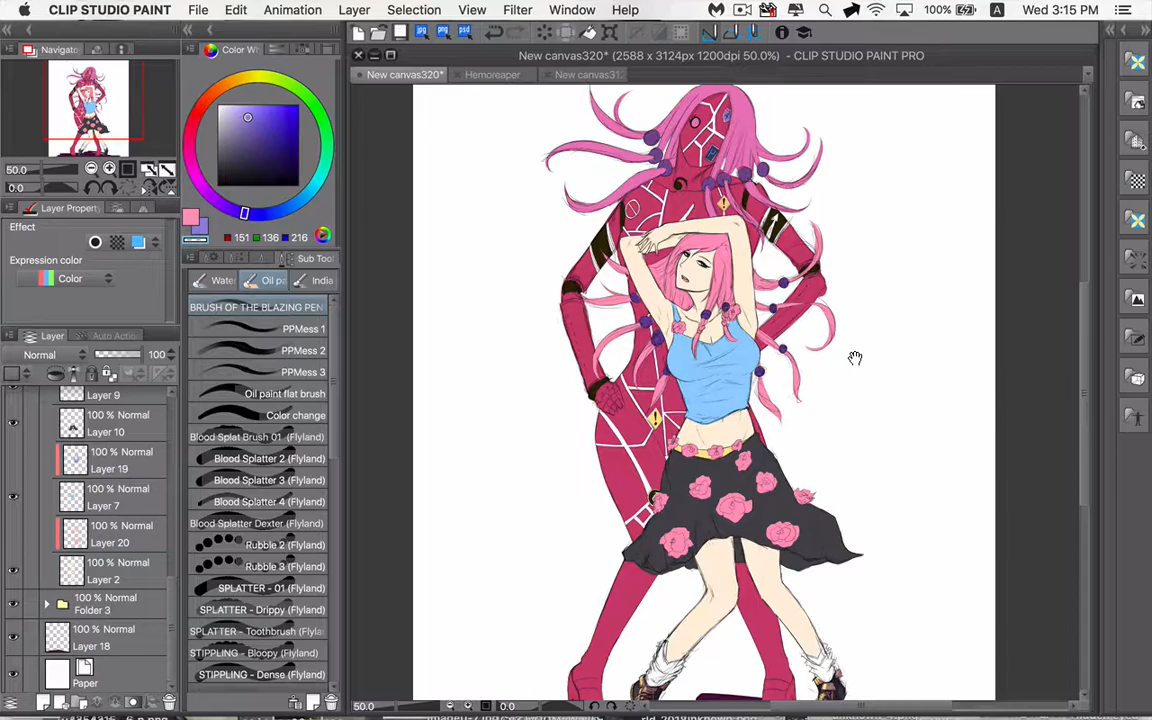 CLIP STUDIO PAINT File Edit Animation Layer Selection View Filter Window Help 100% A Wed 3:15 PM
New canvas320* (2588 x 3124px 1200dpi 50.0%) - CLIP STUDIO PAINT PRO
New canvas320* Hemoreaper New canvas31
Navigato
Color W
50.0
0.0
Layer Property
Effect
Expression color
Color
151 136 216
Sub Tool
Wate Oil p India
BRUSH OF THE BLAZING PEN
PPMess 1
PPMess 2
PPMess 3
Oil paint flat brush
Color change
Blood Splat Brush 01 (Flyland)
Blood Splatter 2 (Flyland)
Blood Splatter 3 (Flyland)
Blood Splatter 4 (Flyland)
Blood Splatter Dexter (Flyland)
Rubble 2 (Flyland)
Rubble 3 (Flyland)
SPLATTER - 01 (Flyland)
SPLATTER - Drippy (Flyland)
SPLATTER - Toothbrush (Flyla
STIPPLING - Bloopy (Flyland)
STIPPLING - Dense (Flyland)
Layer Auto Action
Normal 100
Layer 9
100 % Normal
Layer 10
100 % Normal
Layer 19
100 % Normal
Layer 7
100 % Normal
Layer 20
100 % Normal
Layer 2
100 % Normal
Folder 3
100 % Normal
Layer 18
Paper
50.0 0.0